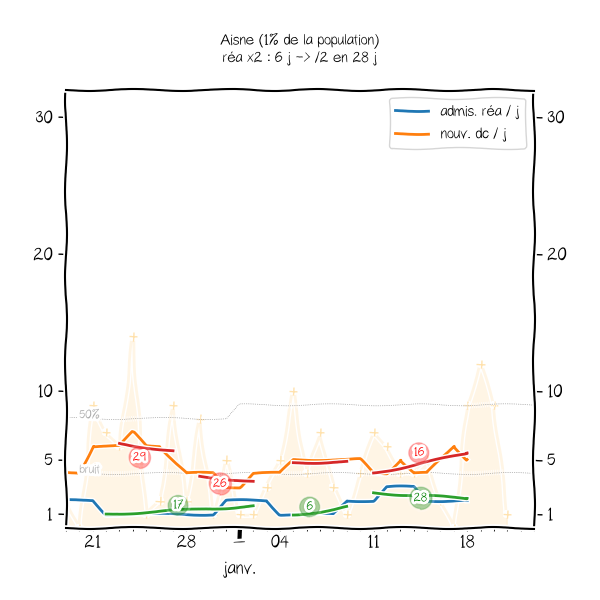 Aisne (1% de la population)
réa x2 : 6 j -> /2 en 28 j
admis. réa / j
nouv. dc / j
30 30
20 20
10 10
50%
5 5
bruit
1 1
29
26
17
6
16
28
21 28 04 11 18
janv.